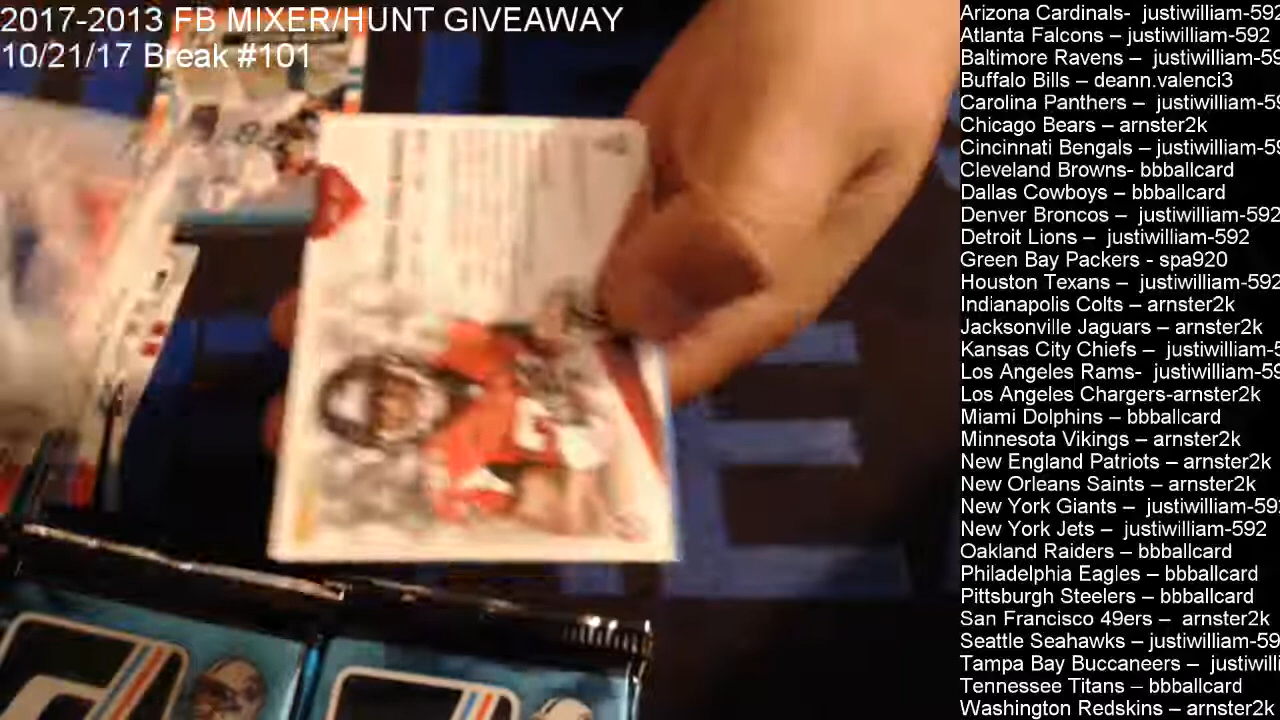 2017-2013 FB MIXER/HUNT GIVEAWAY
10/21/17 Break #101
Arizona Cardinals- justiwilliam-592
Atlanta Falcons – justiwilliam-592
Baltimore Ravens – justiwilliam-59
Buffalo Bills – deann.valenci3
Carolina Panthers – justiwilliam-59
Chicago Bears – arnster2k
Cincinnati Bengals – justiwilliam-59
Cleveland Browns- bbballcard
Dallas Cowboys – bbballcard
Denver Broncos – justiwilliam-592
Detroit Lions – justiwilliam-592
Green Bay Packers - spa920
Houston Texans – justiwilliam-592
Indianapolis Colts – arnster2k
Jacksonville Jaguars – arnster2k
Kansas City Chiefs – justiwilliam-5
Los Angeles Rams- justiwilliam-59
Los Angeles Chargers-arnster2k
Miami Dolphins – bbballcard
Minnesota Vikings – arnster2k
New England Patriots – arnster2k
New Orleans Saints – arnster2k
New York Giants – justiwilliam-592
New York Jets – justiwilliam-592
Oakland Raiders – bbballcard
Philadelphia Eagles – bbballcard
Pittsburgh Steelers – bbballcard
San Francisco 49ers – arnster2k
Seattle Seahawks – justiwilliam-59
Tampa Bay Buccaneers – justiwilli
Tennessee Titans – bbballcard
Washington Redskins – arnster2k